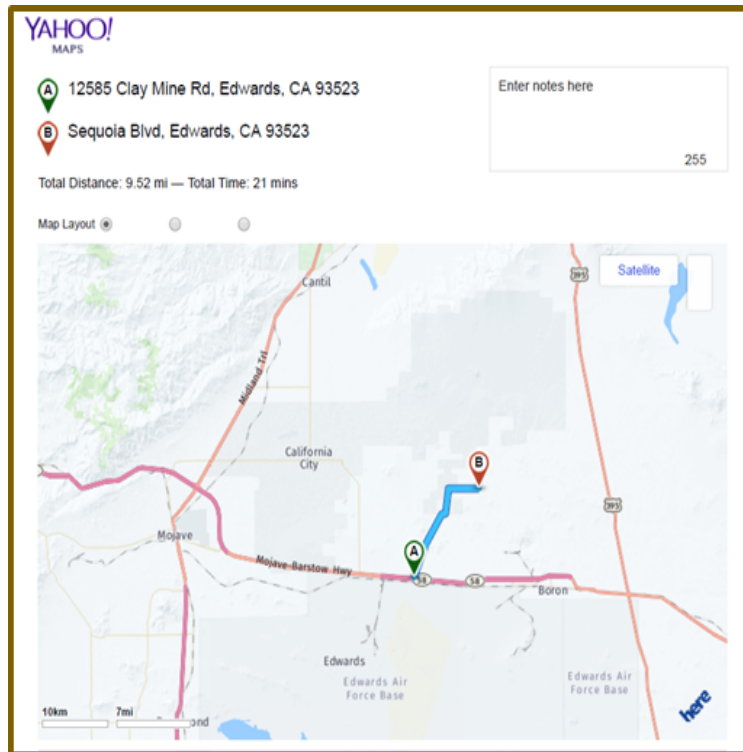 YAHOO!
MAPS
A 12585 Clay Mine Rd, Edwards, CA 93523
Enter notes here
B Sequoia Blvd, Edwards, CA 93523
255
Total Distance: 9.52 mi — Total Time: 21 mins
Map Layout
Satellite
395
Cantil
Midland Trl
California
City
B
395
Mojave
A
Mojave-Barstow Hwy
58
58
Boron
Edwards
Edwards Air
Force Base
Edwards Air
Force Base
here
10km
7mi